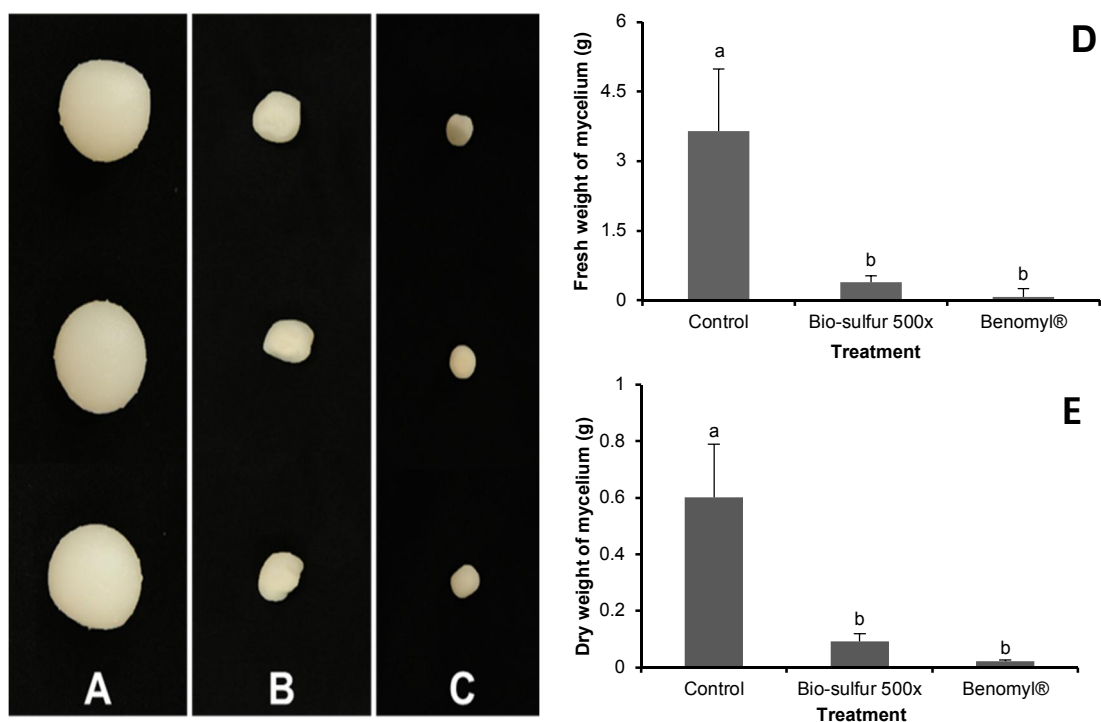 A
B
C
D
Fresh weight of mycelium (g)
6
4.5
3
1.5
0
a
b
b
Control
Bio-sulfur 500x
Benomyl®
Treatment
E
Dry weight of mycelium (g)
1
0.8
0.6
0.4
0.2
0
a
b
b
Control
Bio-sulfur 500x
Benomyl®
Treatment